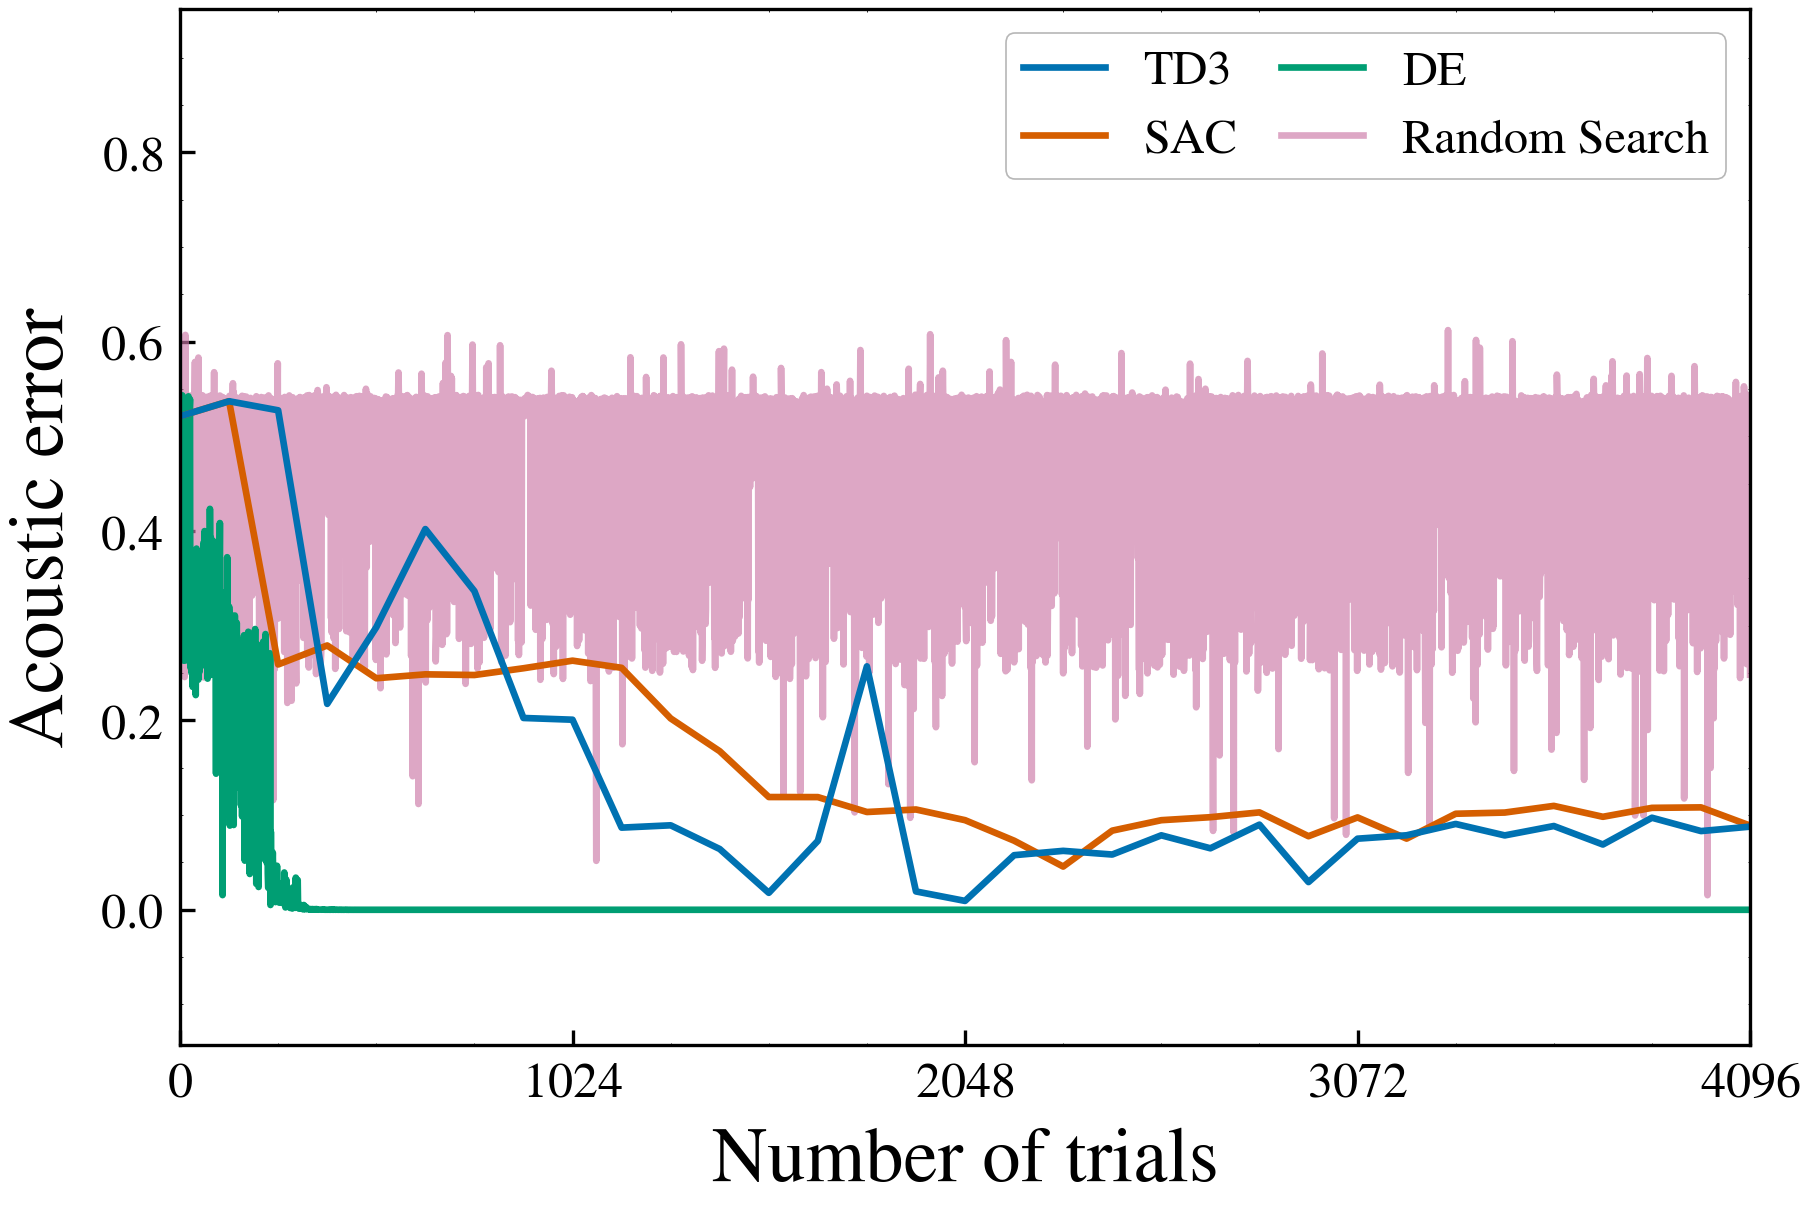 TD3
DE
SAC
Random Search
0.8
0.6
0.4
0.2
0.0
Acoustic error
0 1024 2048 3072 4096
Number of trials